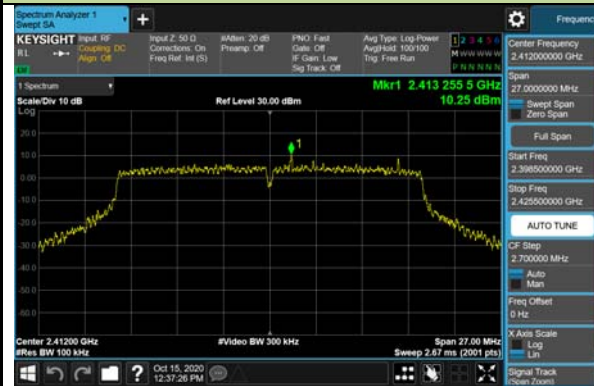 Spectrum Analyzer 1
Swept SA
+
Frequenc
KEYSIGHT
RL
Input: RF
Coupling: DC
Align: Off
Input Z: 50 Ω
Corrections: On
Freq Ref: Int (S)
#Atten: 20 dB
Preamp: Off
PNO: Fast
Gate: Off
IF Gain: Low
Sig Track: Off
Avg Type: Log-Power
Avg|Hold: 100/100
Trig: Free Run
1 2 3 4 5 6
M W W W W W
P N N N N N
1 Spectrum
Scale/Div 10 dB
Log
Ref Level 30.00 dBm
Mkr1 2.413 255 5 GHz
10.25 dBm
1
20.0
10.0
0.00
-10.0
-20.0
-30.0
-40.0
-50.0
-60.0
Center 2.41200 GHz
#Res BW 100 kHz
#Video BW 300 kHz
Span 27.00 MHz
Sweep 2.67 ms (2001 pts)
Center Frequency
2.412000000 GHz
Span
27.0000000 MHz
Swept Span
Zero Span
Full Span
Start Freq
2.398500000 GHz
Stop Freq
2.425500000 GHz
AUTO TUNE
CF Step
2.700000 MHz
Auto
Man
Freq Offset
0 Hz
X Axis Scale
Log
Lin
Signal Track
(Span Zoom)
?
Oct 15, 2020
12:37:26 PM